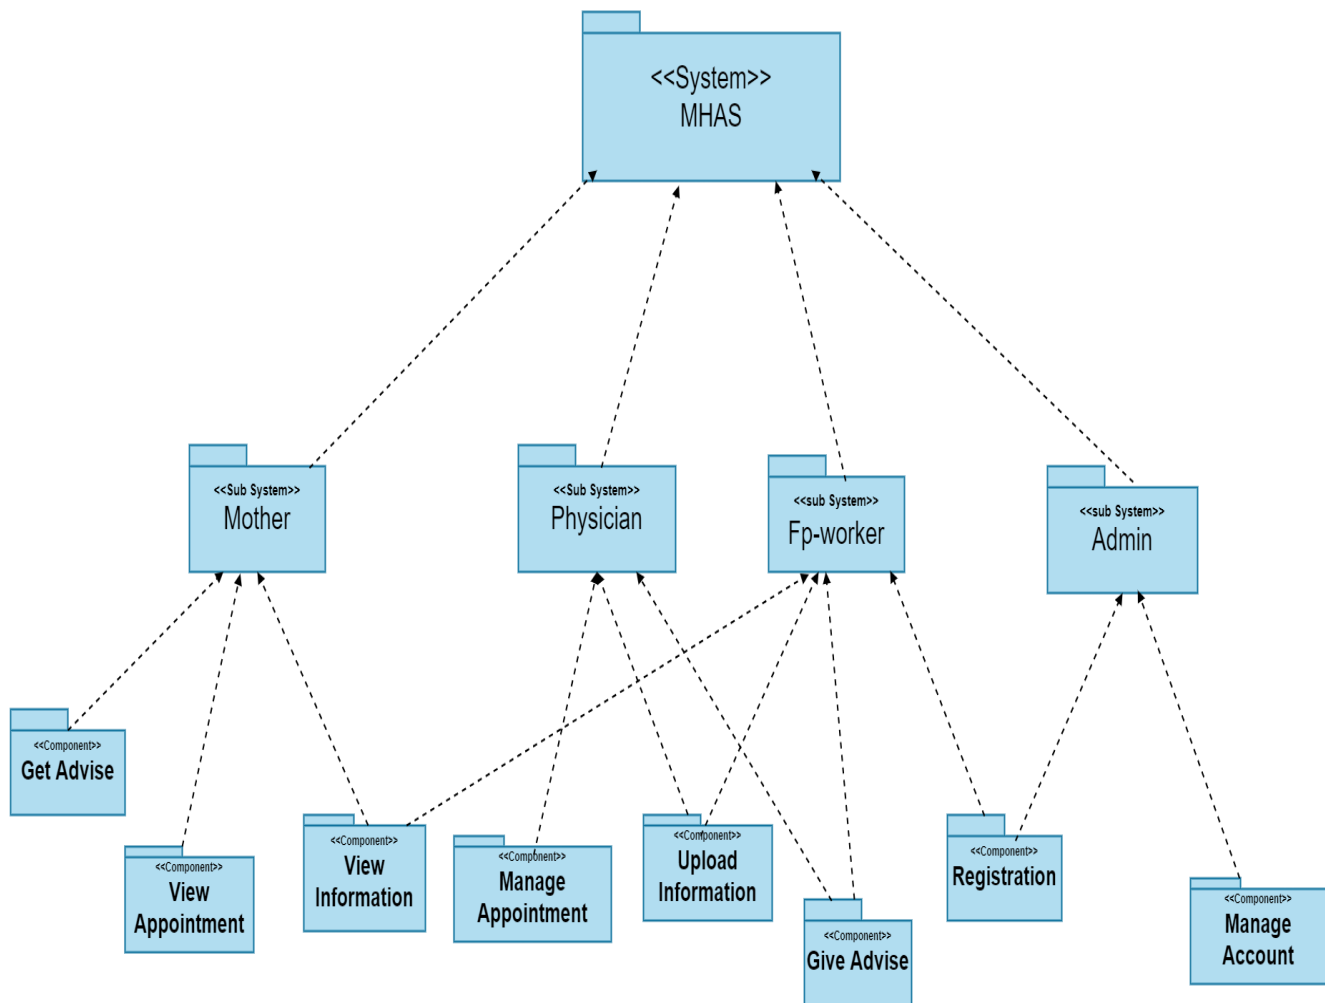 <<System>>
MHAS
<<Sub System>>
Mother
<<Sub System>>
Physician
<<sub System>>
Fp-worker
<<sub System>>
Admin
<<Component>>
Get Advise
<<Component>>
View
Appointment
<<Component>>
View
Information
<<Component>>
Manage
Appointment
<<Component>>
Upload
Information
<<Component>>
Give Advise
<<Component>>
Registration
<<Component>>
Manage
Account